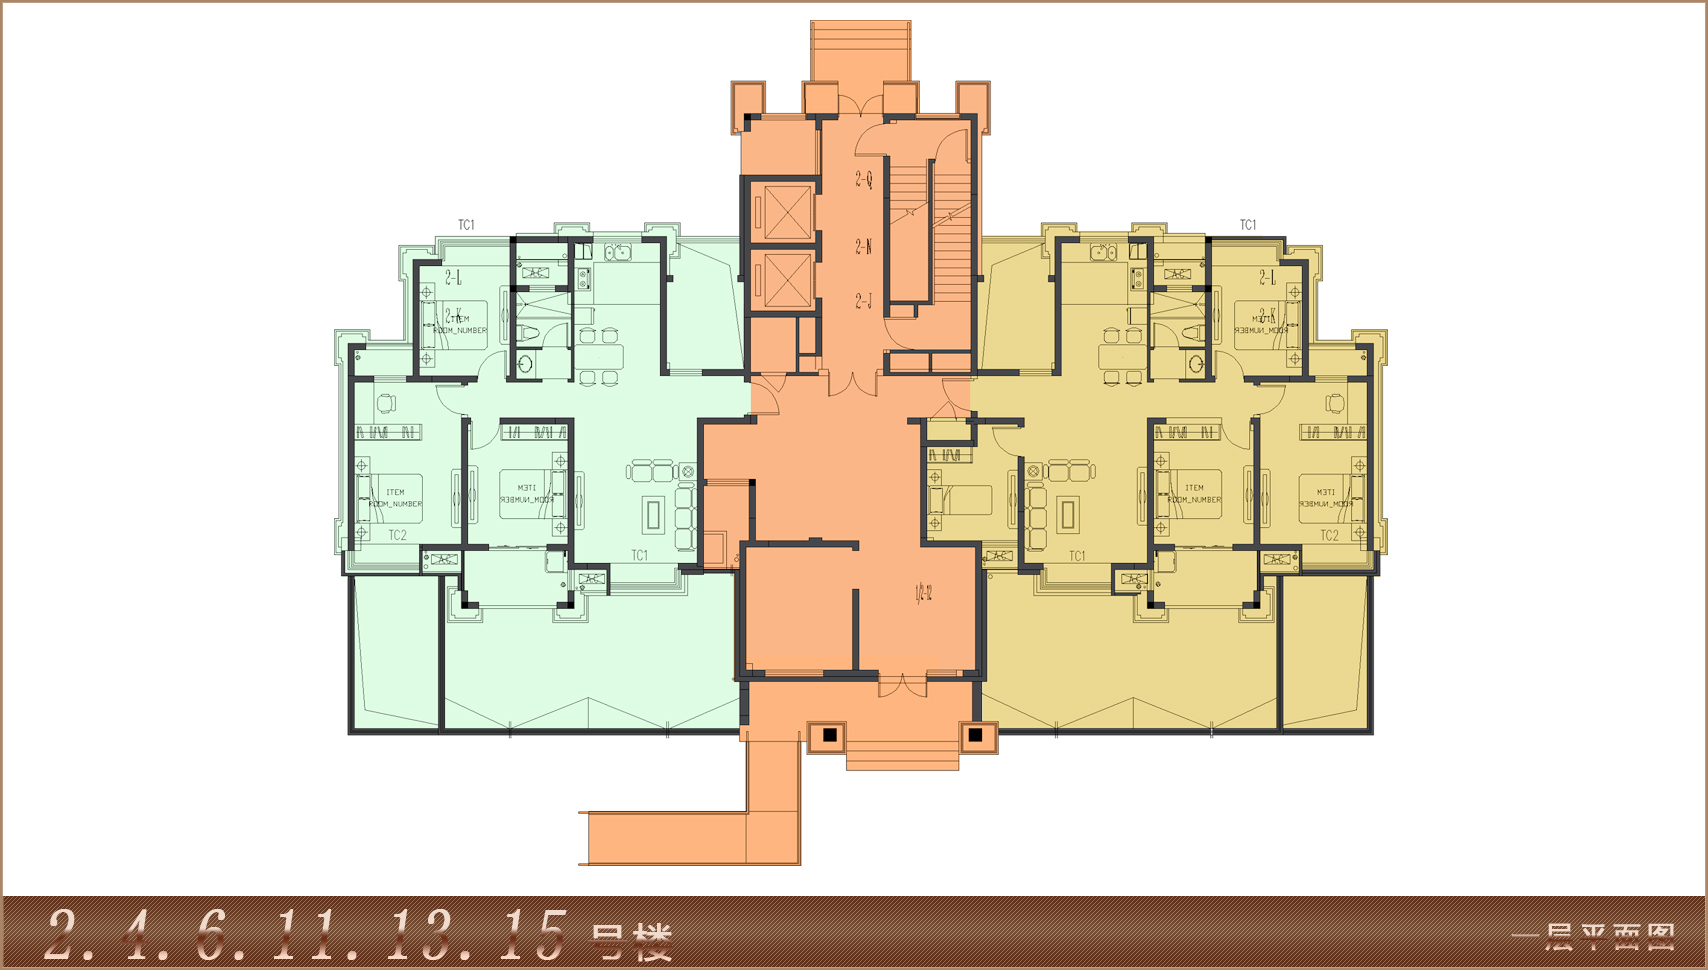 2-Q
TC1
TC1
2-N
AC
AC
2-L
2-L
2-J
2-K
ITEM
ROOM_NUMBER
2-K
ITEM
ROOM_NUMBER
ITEM
ROOM_NUMBER
ITEM
ROOM_NUMBER
ITEM
ROOM_NUMBER
ITEM
ROOM_NUMBER
TC2
TC2
TC1
TC1
AC
AC
AC
AC
AC
1/2-12
2.4.6.11.13.15号楼
一层平面图